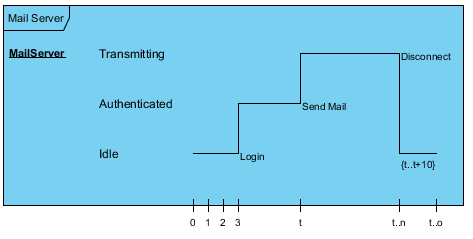 Mail Server
MailServer
Transmitting
Disconnect
Authenticated
Send Mail
Idle
Login
{t..t+10}
0 1 2 3 t t..n t..o